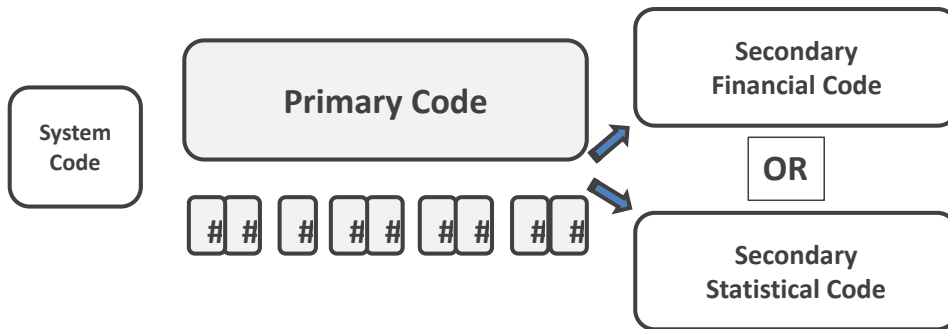 System
Code
Primary Code
# # # # # # # # #
Secondary
Financial Code
OR
Secondary
Statistical Code